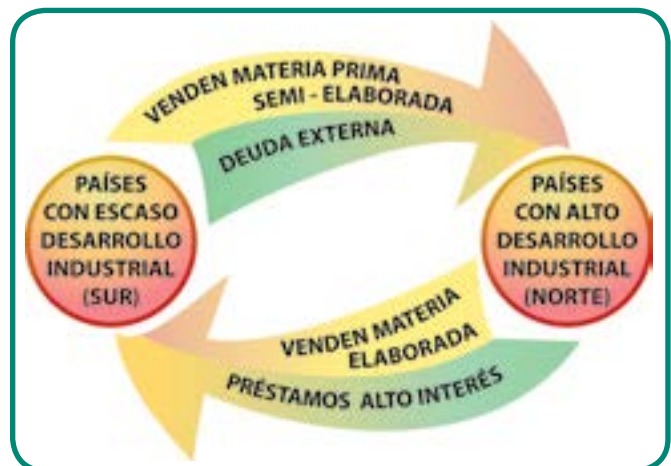 VENDEN MATERIA PRIMA
SEMI - ELABORADA
DEUDA EXTERNA
PAÍSES
CON ESCASO
DESARROLLO
INDUSTRIAL
(SUR)
PAÍSES
CON ALTO
DESARROLLO
INDUSTRIAL
(NORTE)
VENDEN MATERIA
ELABORADA
PRÉSTAMOS ALTO INTERÉS